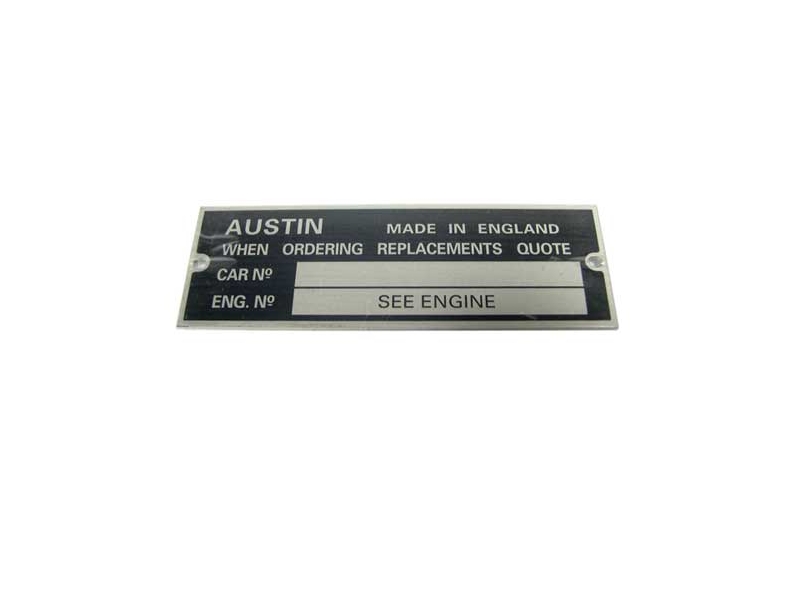 AUSTIN MADE IN ENGLAND
WHEN ORDERING REPLACEMENTS QUOTE
CAR Nº
ENG. Nº SEE ENGINE